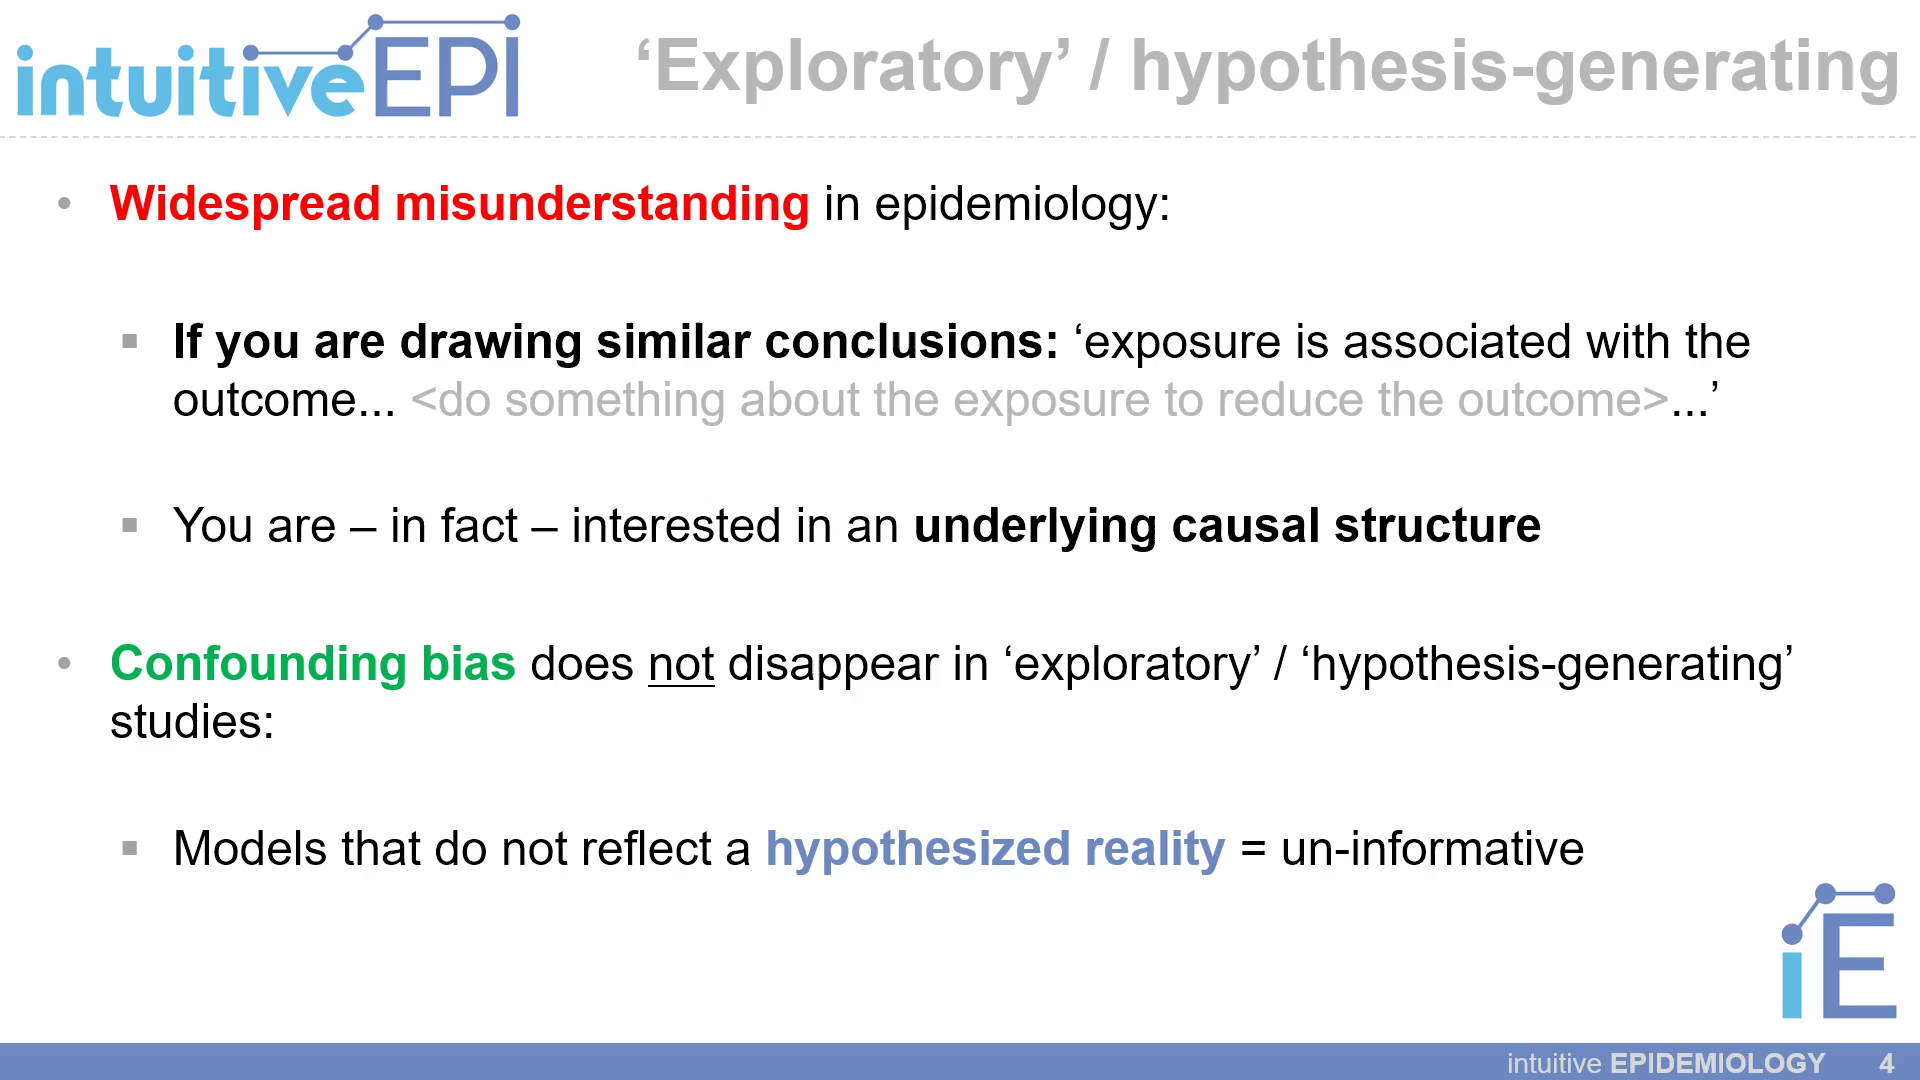 intuitiveEPI
‘Exploratory’ / hypothesis-generating
• Widespread misunderstanding in epidemiology:
▪ If you are drawing similar conclusions: ‘exposure is associated with the
outcome... <do something about the exposure to reduce the outcome>...’
▪ You are – in fact – interested in an underlying causal structure
• Confounding bias does not disappear in ‘exploratory’ / ‘hypothesis-generating’
studies:
▪ Models that do not reflect a hypothesized reality = un-informative
iE
intuitive EPIDEMIOLOGY 4